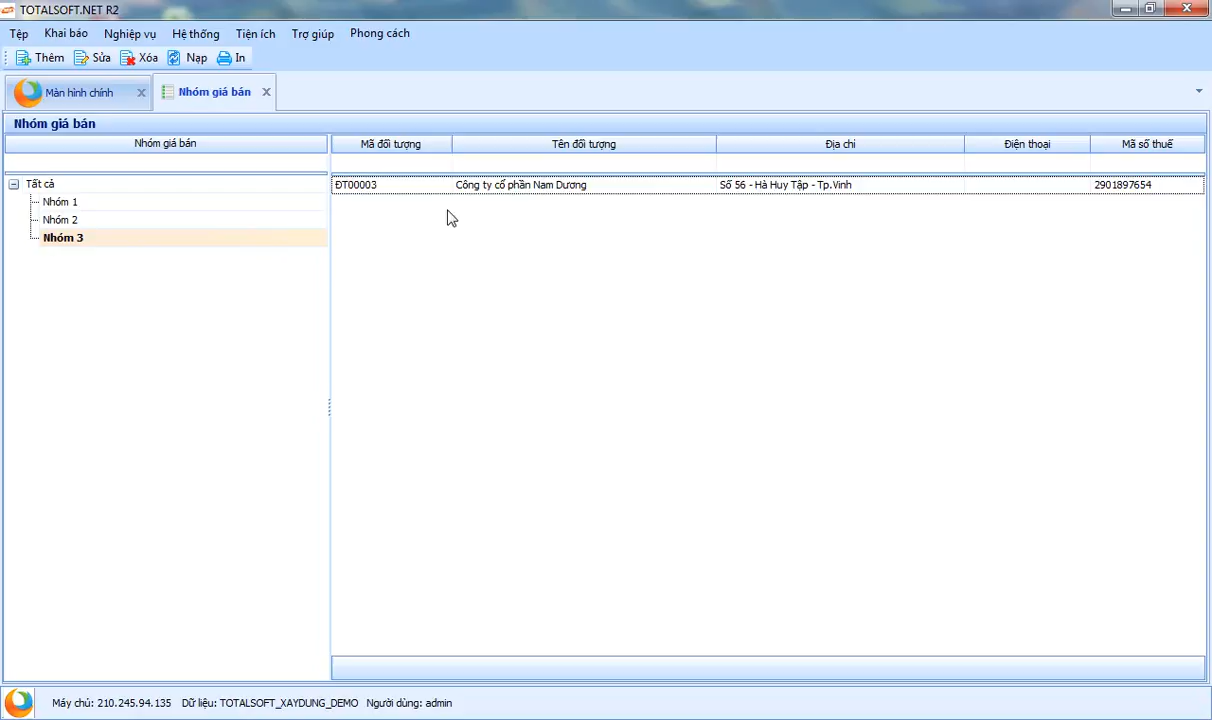 TOTALSOFT.NET R2
Tệp Khai báo Nghiệp vụ Hệ thống Tiện ích Trợ giúp Phong cách
Thêm Sửa Xóa Nạp In
Màn hình chính Nhóm giá bán
Nhóm giá bán
Nhóm giá bán Mã đối tượng Tên đối tượng Địa chỉ Điện thoại Mã số thuế
Tất cả ĐT00003 Công ty cổ phần Nam Dương Số 56 - Hà Huy Tập - Tp.Vinh 2901897654
Nhóm 1
Nhóm 2
Nhóm 3
Máy chủ: 210.245.94.135 Dữ liệu: TOTALSOFT_XAYDUNG_DEMO Người dùng: admin